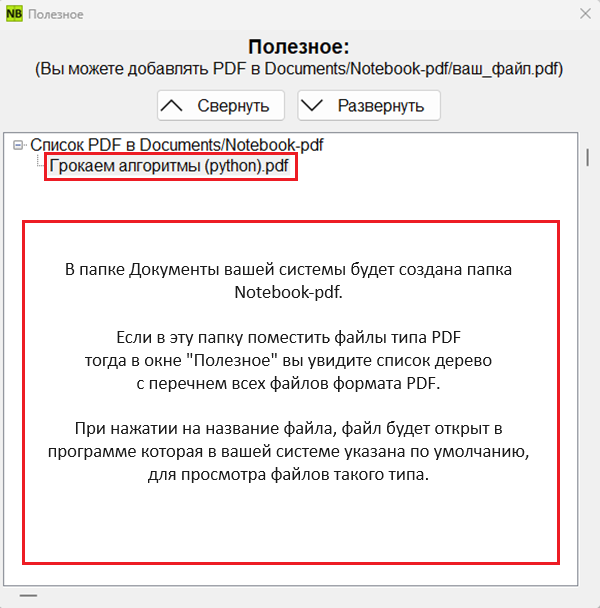 NB Полезное
Полезное:
(Вы можете добавлять PDF в Documents/Notebook-pdf/ваш_файл.pdf)
Свернуть Развернуть
Список PDF в Documents/Notebook-pdf
Грокаем алгоритмы (python).pdf
В папке Документы вашей системы будет создана папка
Notebook-pdf.
Если в эту папку поместить файлы типа PDF
тогда в окне "Полезное" вы увидите список дерево
с перечнем всех файлов формата PDF.
При нажатии на название файла, файл будет открыт в
программе которая в вашей системе указана по умолчанию,
для просмотра файлов такого типа.